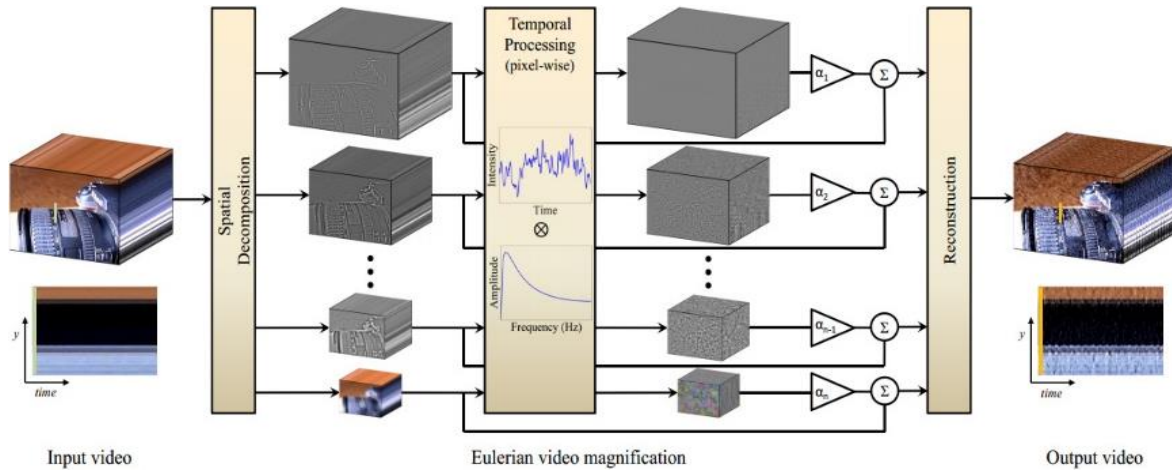 Spatial
Decomposition
Temporal
Processing
(pixel-wise)
Intensity
Time
⊗
Amplitude
Frequency (Hz)
α1
Σ
α2
Σ
αn-1
Σ
αn
Σ
Reconstruction
y
time
y
time
Input video
Eulerian video magnification
Output video